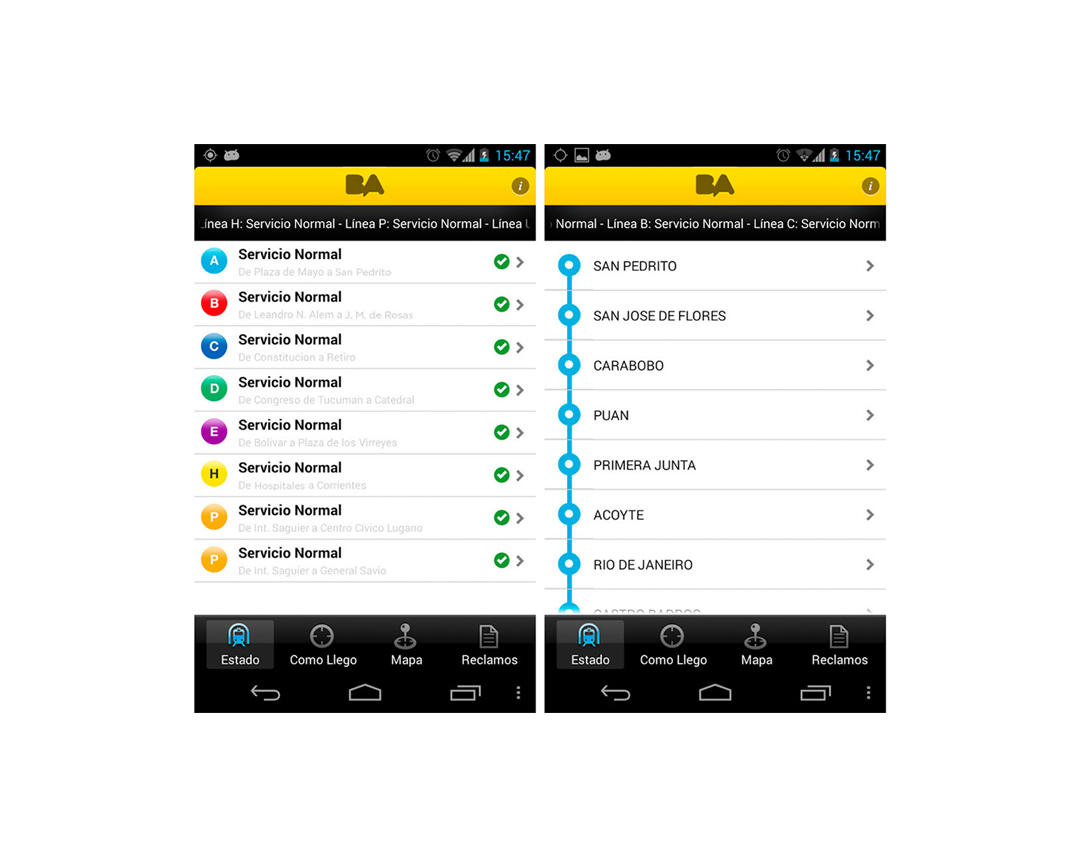 15:47
BA
i
Línea H: Servicio Normal - Línea P: Servicio Normal - Línea
A
Servicio Normal
De Plaza de Mayo a San Pedrito
B
Servicio Normal
De Leandro N. Alem a J. M. de Rosas
C
Servicio Normal
De Constitucion a Retiro
D
Servicio Normal
De Congreso de Tucuman a Catedral
E
Servicio Normal
De Bolivar a Plaza de los Virreyes
H
Servicio Normal
De Hospitales a Corrientes
P
Servicio Normal
De Int. Saguier a Centro Civico Lugano
P
Servicio Normal
De Int. Saguier a General Savio
Estado
Como Llego
Mapa
Reclamos
15:47
BA
i
Normal - Línea B: Servicio Normal - Línea C: Servicio Norm
SAN PEDRITO
SAN JOSE DE FLORES
CARABOBO
PUAN
PRIMERA JUNTA
ACOYTE
RIO DE JANEIRO
CASTRO BARROS
Estado
Como Llego
Mapa
Reclamos